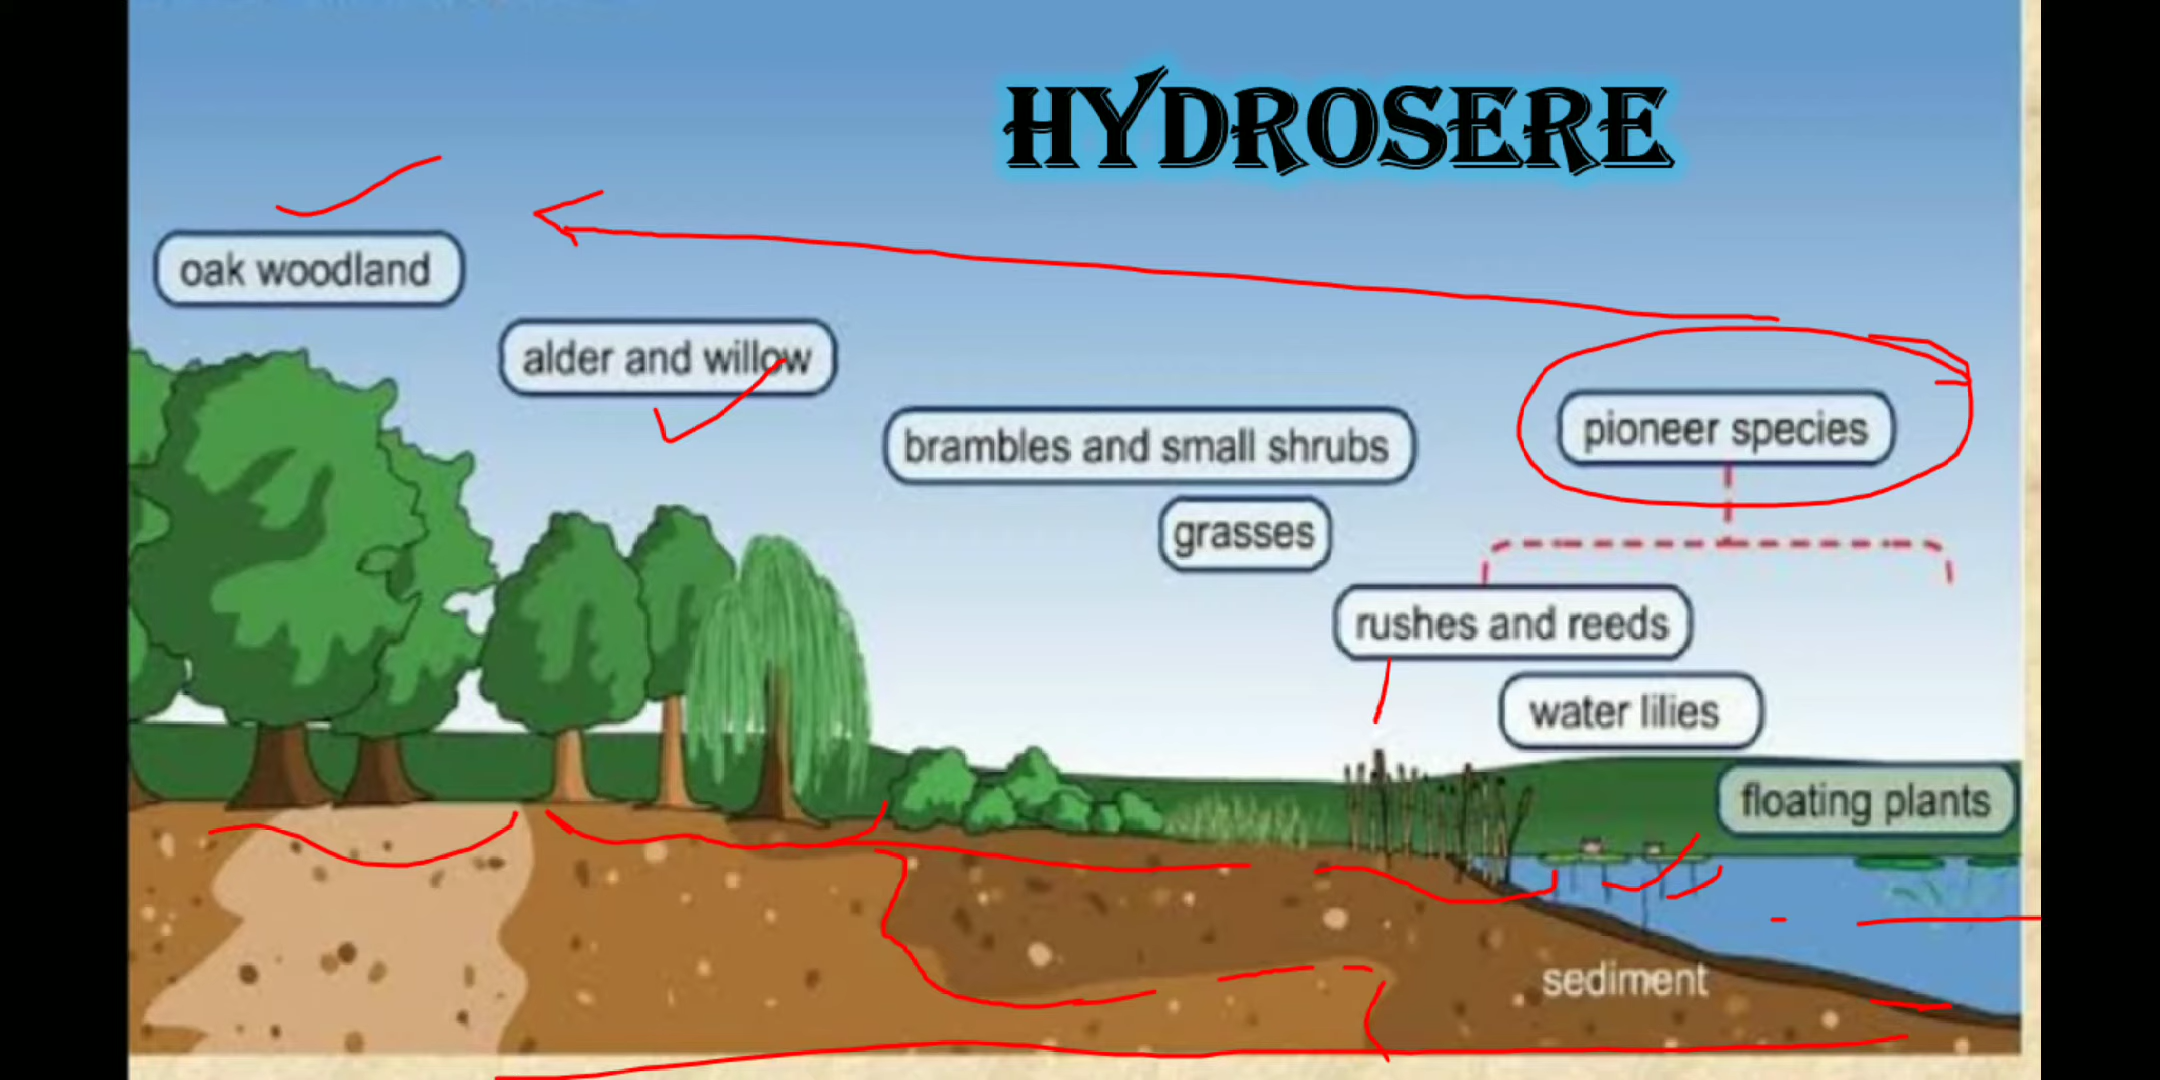 HYDROSERE
oak woodland
alder and willow
brambles and small shrubs
pioneer species
grasses
rushes and reeds
water lilies
floating plants
sediment